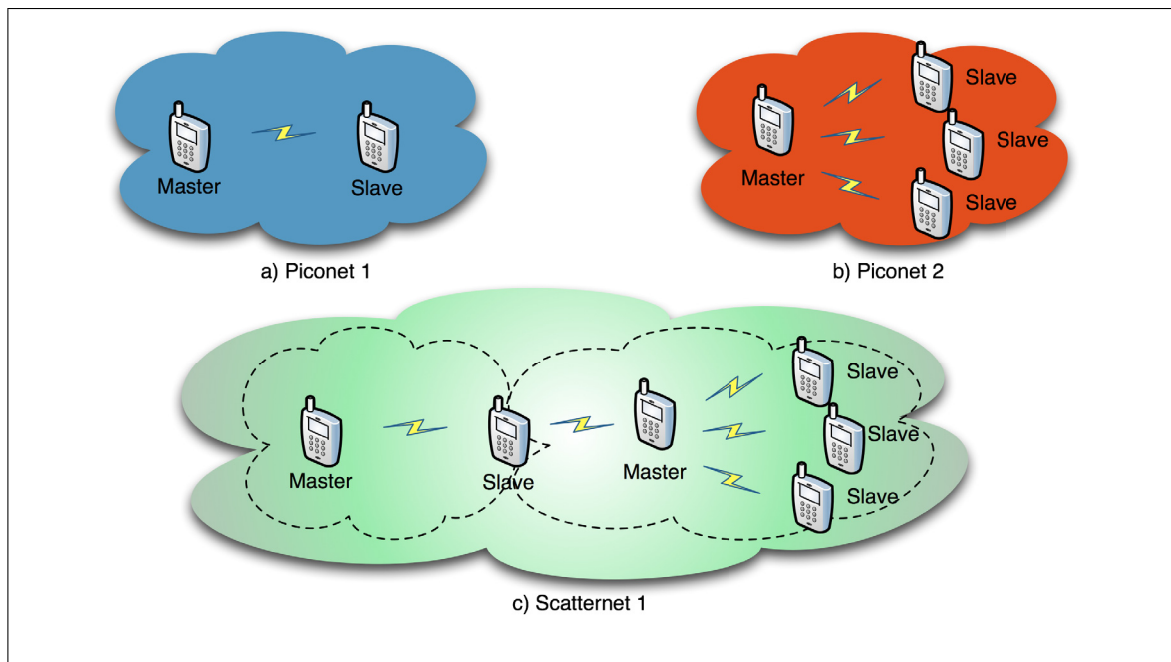 Master
Slave
a) Piconet 1
Master
Slave
Slave
Slave
b) Piconet 2
Master
Slave
Master
Slave
Slave
Slave
c) Scatternet 1